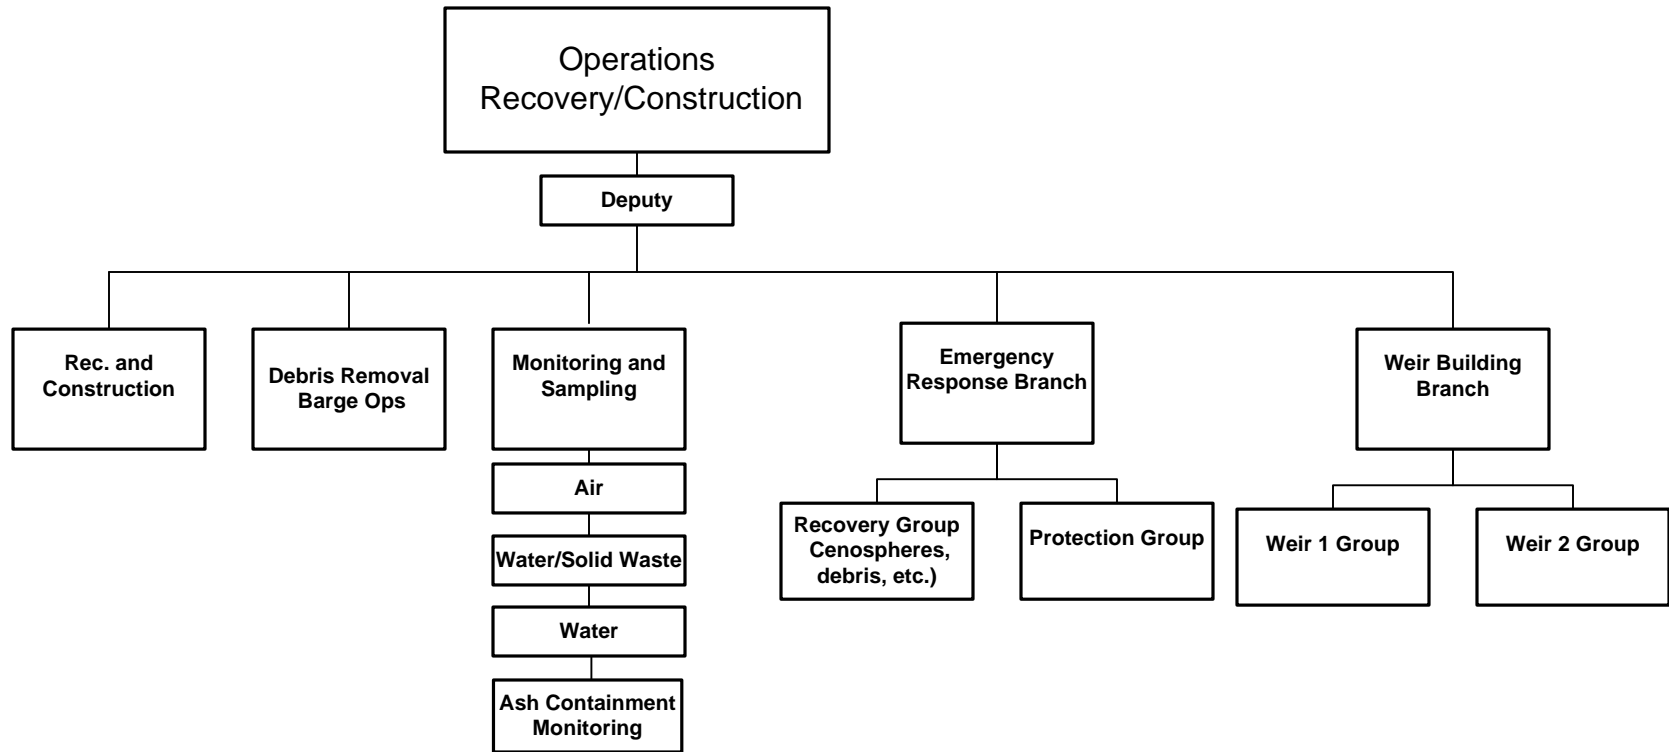 Operations
Recovery/Construction
Deputy
Rec. and
Construction
Debris Removal
Barge Ops
Monitoring and
Sampling
Emergency
Response Branch
Weir Building
Branch
Air
Water/Solid Waste
Water
Ash Containment
Monitoring
Recovery Group
Cenospheres,
debris, etc.)
Protection Group
Weir 1 Group
Weir 2 Group